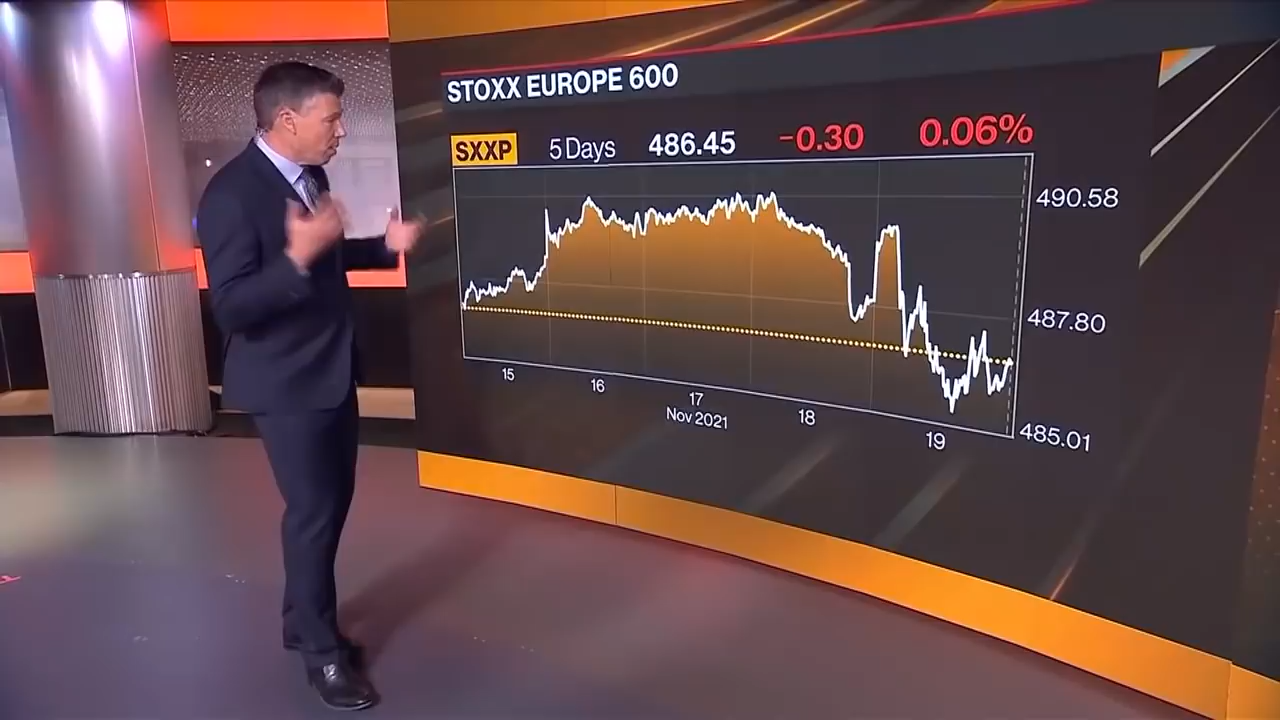 STOXX EUROPE 600
SXXP 5 Days 486.45 -0.30 0.06%
490.58
487.80
485.01
15 16 17 18 19
Nov 2021